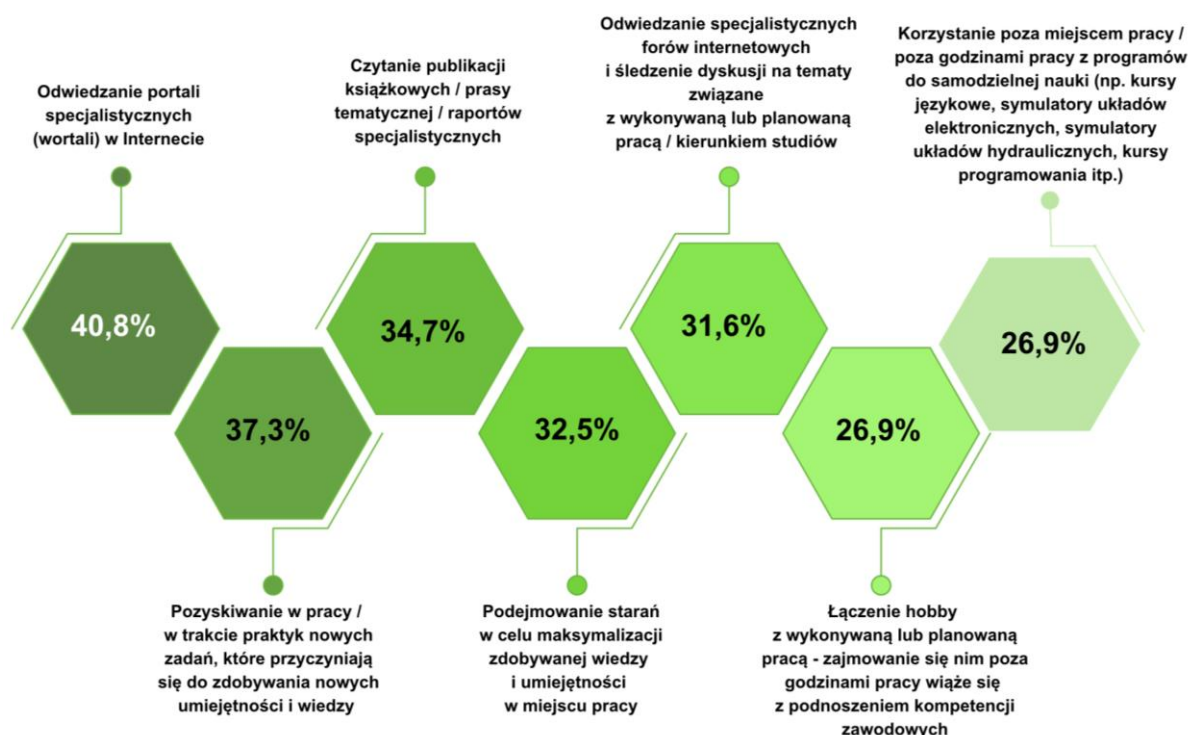 Odwiedzanie portali
specjalistycznych
(wortali) w Internecie
40,8%
Pozyskiwanie w pracy /
w trakcie praktyk nowych
zadań, które przyczyniają
się do zdobywania nowych
umiejętności i wiedzy
37,3%
Czytanie publikacji
książkowych / prasy
tematycznej / raportów
specjalistycznych
34,7%
Podejmowanie starań
w celu maksymalizacji
zdobywanej wiedzy
i umiejętności
w miejscu pracy
32,5%
Odwiedzanie specjalistycznych
forów internetowych
i śledzenie dyskusji na tematy
związane
z wykonywaną lub planowaną
pracą / kierunkiem studiów
31,6%
Łączenie hobby
z wykonywaną lub planowaną
pracą - zajmowanie się nim poza
godzinami pracy wiąże się
z podnoszeniem kompetencji
zawodowych
26,9%
Korzystanie poza miejscem pracy /
poza godzinami pracy z programów
do samodzielnej nauki (np. kursy
językowe, symulatory układów
elektronicznych, symulatory
układów hydraulicznych, kursy
programowania itp.)
26,9%